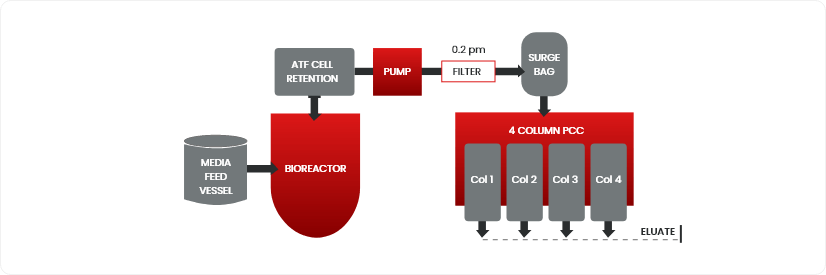 0.2 pm
ATF CELL
RETENTION
PUMP
FILTER
SURGE
BAG
4 COLUMN PCC
MEDIA
FEED
VESSEL
BIOREACTOR
Col 1
Col 2
Col 3
Col 4
ELUATE